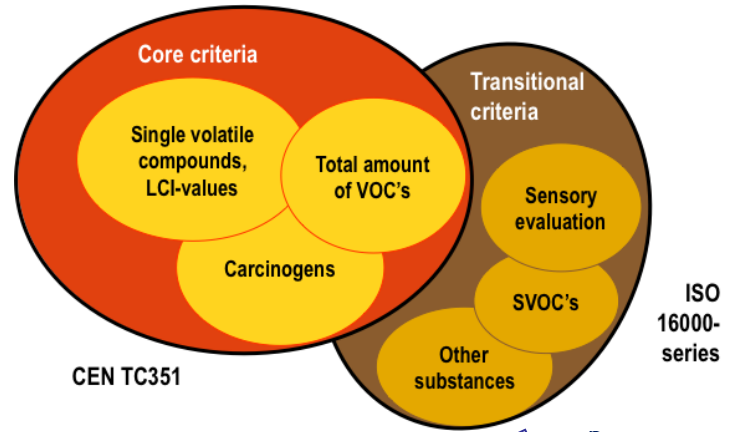 Core criteria
Single volatile
compounds,
LCI-values
Total amount
of VOC's
Carcinogens
CEN TC351
Transitional
criteria
Sensory
evaluation
SVOC's
Other
substances
ISO
16000-
series